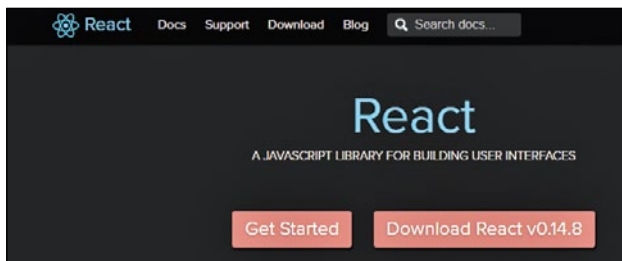 React Docs Support Download Blog Search docs...
React
A JAVASCRIPT LIBRARY FOR BUILDING USER INTERFACES
Get Started Download React v0.14.8